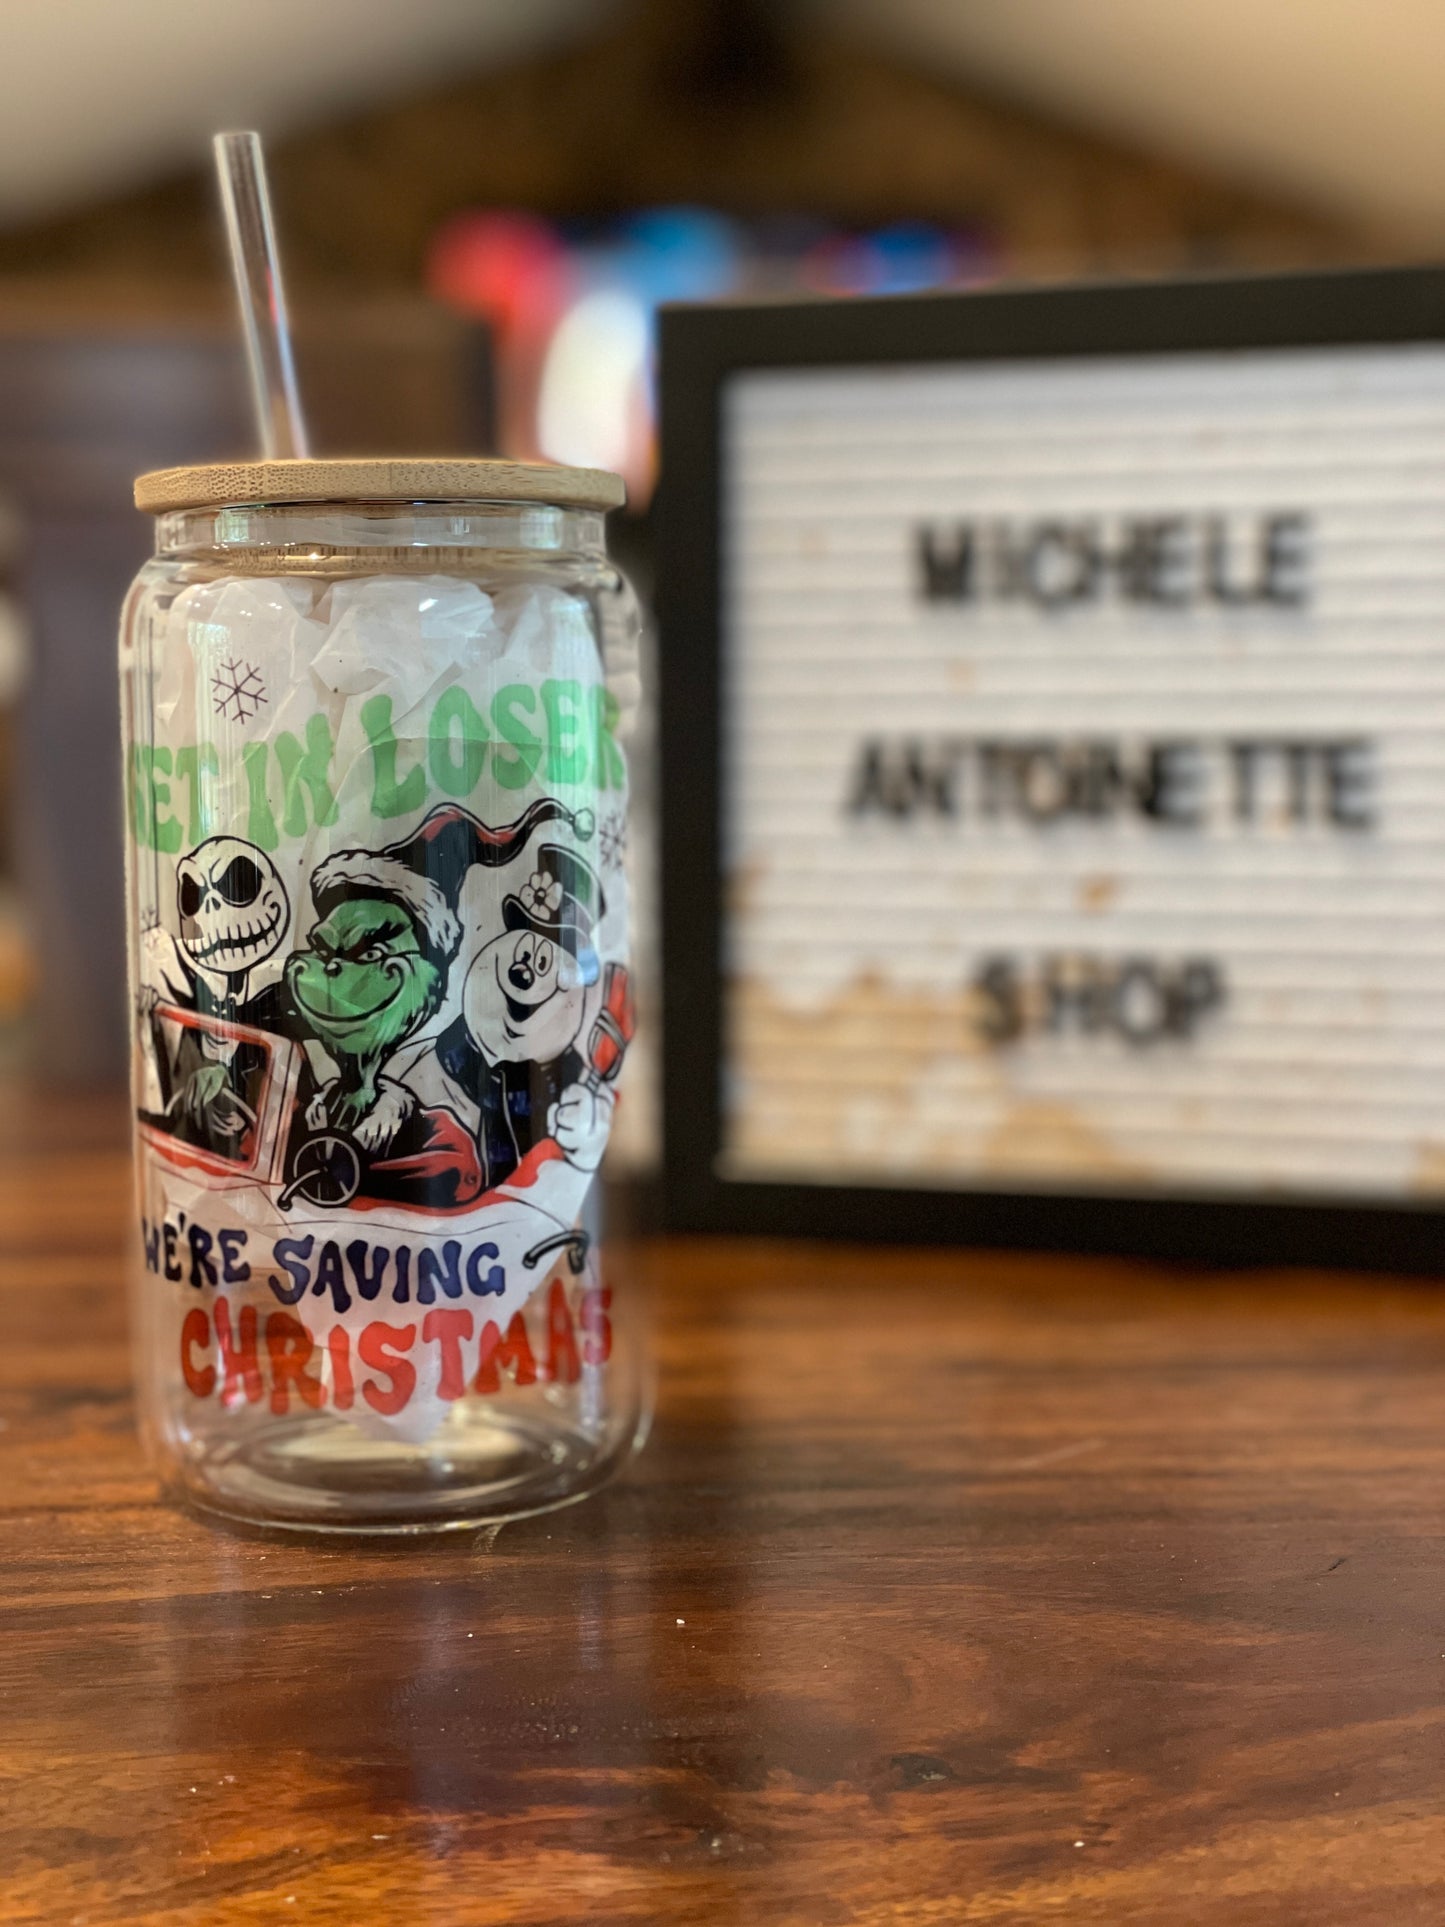 GET IN LOSER
WE'RE SAVING
CHRISTMAS
MICHELE
ANTOINETTE
SHOP